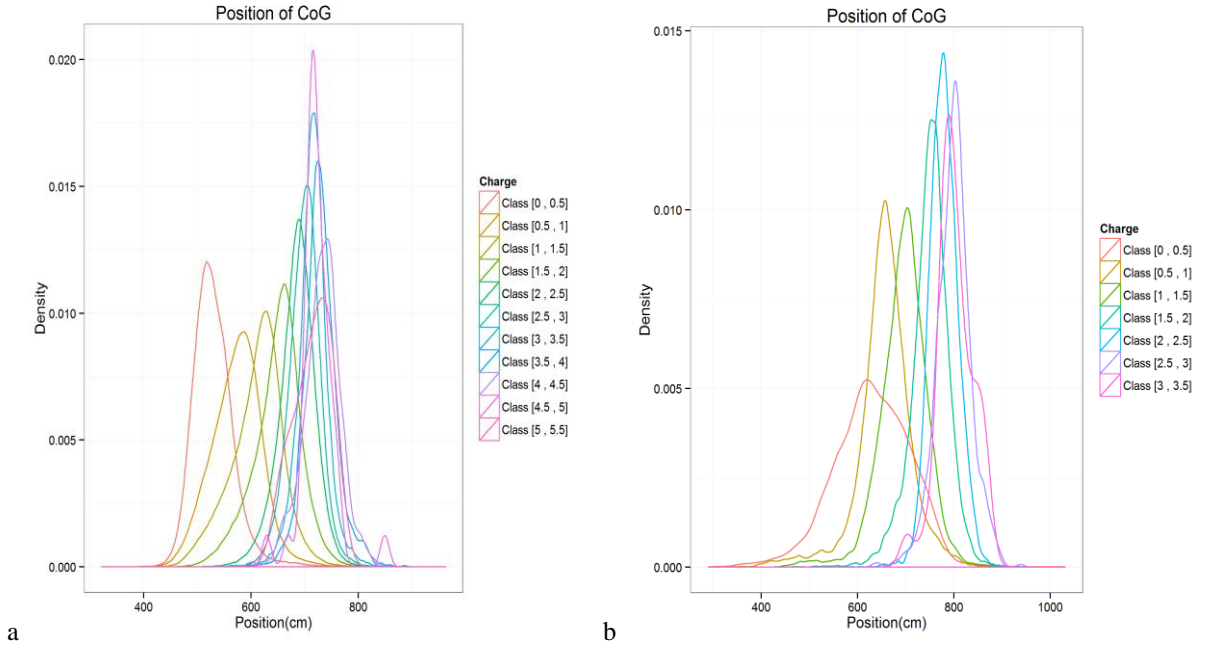 Position of CoG
0.020
0.015
0.010
0.005
0.000
Density
400 600 800
Position(cm)
Charge
Class [0 , 0.5]
Class [0.5 , 1]
Class [1 , 1.5]
Class [1.5 , 2]
Class [2 , 2.5]
Class [2.5 , 3]
Class [3 , 3.5]
Class [3.5 , 4]
Class [4 , 4.5]
Class [4.5 , 5]
Class [5 , 5.5]
a
Position of CoG
0.015
0.010
0.005
0.000
Density
400 600 800 1000
Position(cm)
Charge
Class [0 , 0.5]
Class [0.5 , 1]
Class [1 , 1.5]
Class [1.5 , 2]
Class [2 , 2.5]
Class [2.5 , 3]
Class [3 , 3.5]
b